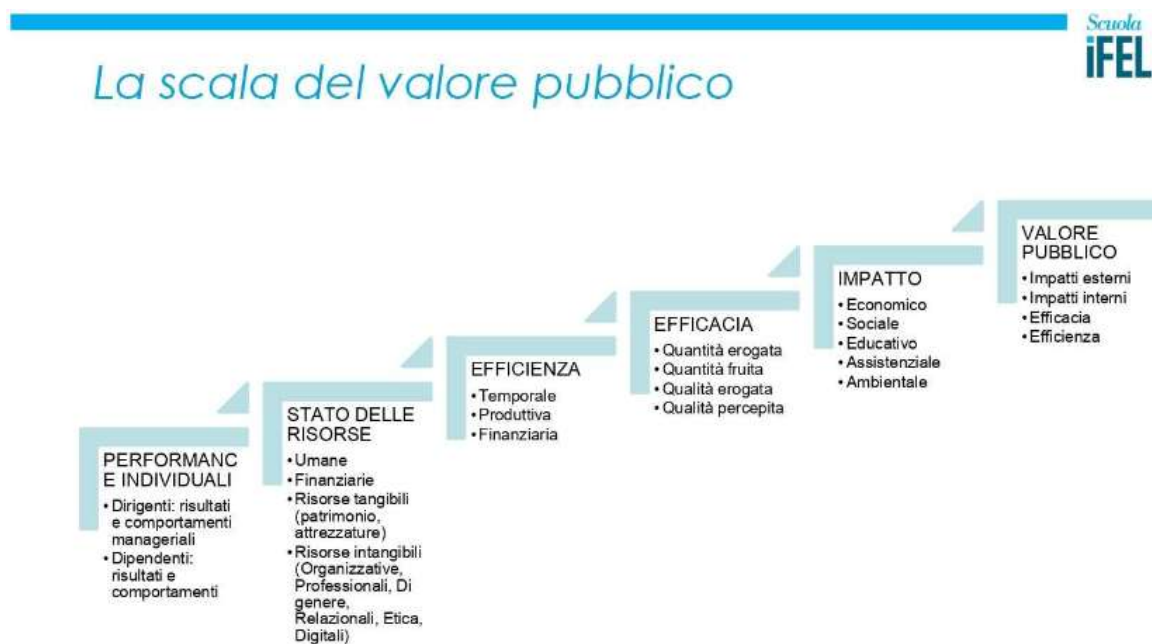 Scuola
iFEL
La scala del valore pubblico
PERFORMANC
E INDIVIDUALI
• Dirigenti: risultati
e comportamenti
manageriali
• Dipendenti:
risultati e
comportamenti
STATO DELLE
RISORSE
• Umane
• Finanziarie
• Risorse tangibili
(patrimonio,
attrezzature)
• Risorse intangibili
(Organizzative,
Professionali, Di
genere,
Relazionali, Etica,
Digitali)
EFFICIENZA
• Temporale
• Produttiva
• Finanziaria
EFFICACIA
• Quantità erogata
• Quantità fruita
• Qualità erogata
• Qualità percepita
IMPATTO
• Economico
• Sociale
• Educativo
• Assistenziale
• Ambientale
VALORE
PUBBLICO
• Impatti esterni
• Impatti interni
• Efficacia
• Efficienza